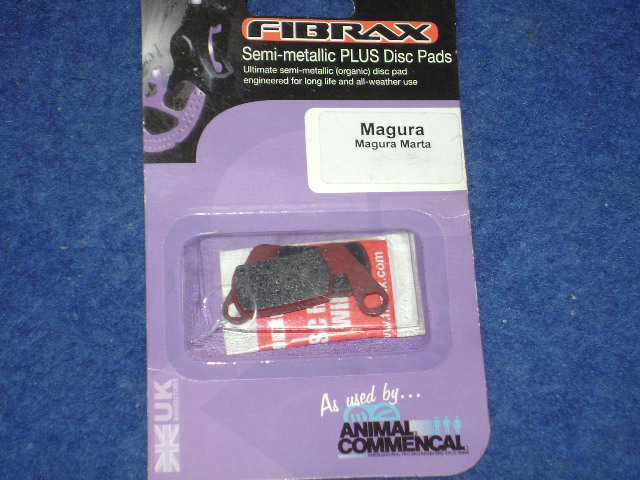 FIBRAX
Semi-metallic PLUS Disc Pads
Ultimate semi-metallic (organic) disc pad
engineered for long life and all-weather use
Magura
Magura Marta
As used by...
ANIMAL
COMMENCAL
UK